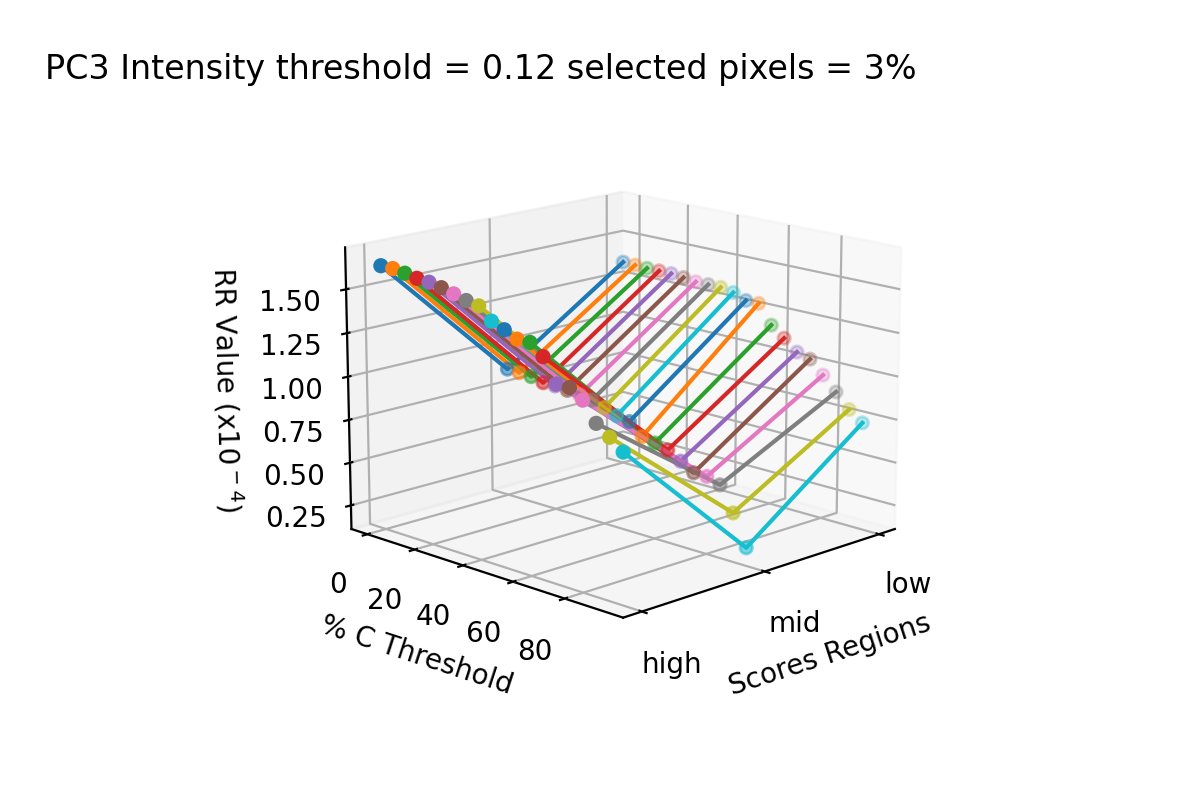 PC3 Intensity threshold = 0.12 selected pixels = 3%
RR Value (x10⁻⁴)
1.50
1.25
1.00
0.75
0.50
0.25
0
20
40
60
80
% C Threshold
low
mid
high
Scores Regions